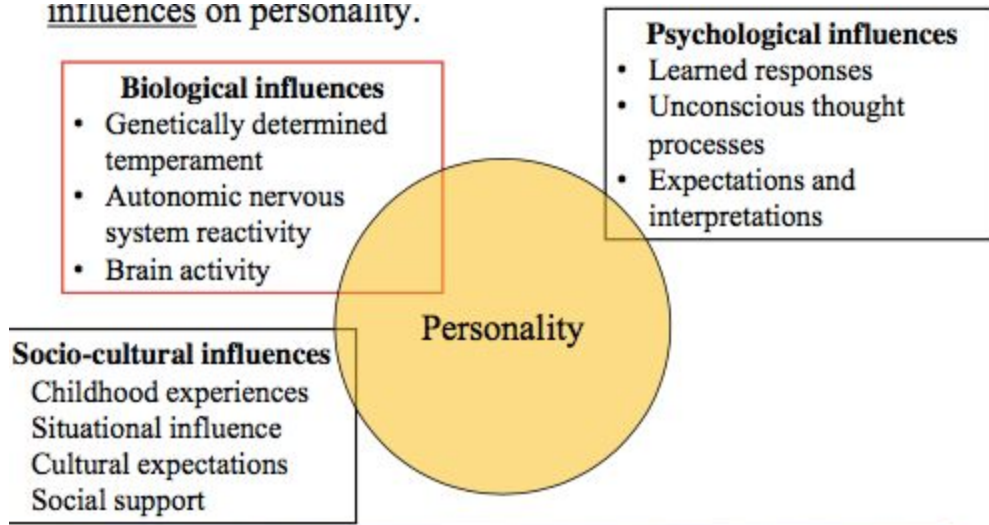 influences on personality.
Biological influences
• Genetically determined
temperament
• Autonomic nervous
system reactivity
• Brain activity
Psychological influences
• Learned responses
• Unconscious thought
processes
• Expectations and
interpretations
Personality
Socio-cultural influences
Childhood experiences
Situational influence
Cultural expectations
Social support